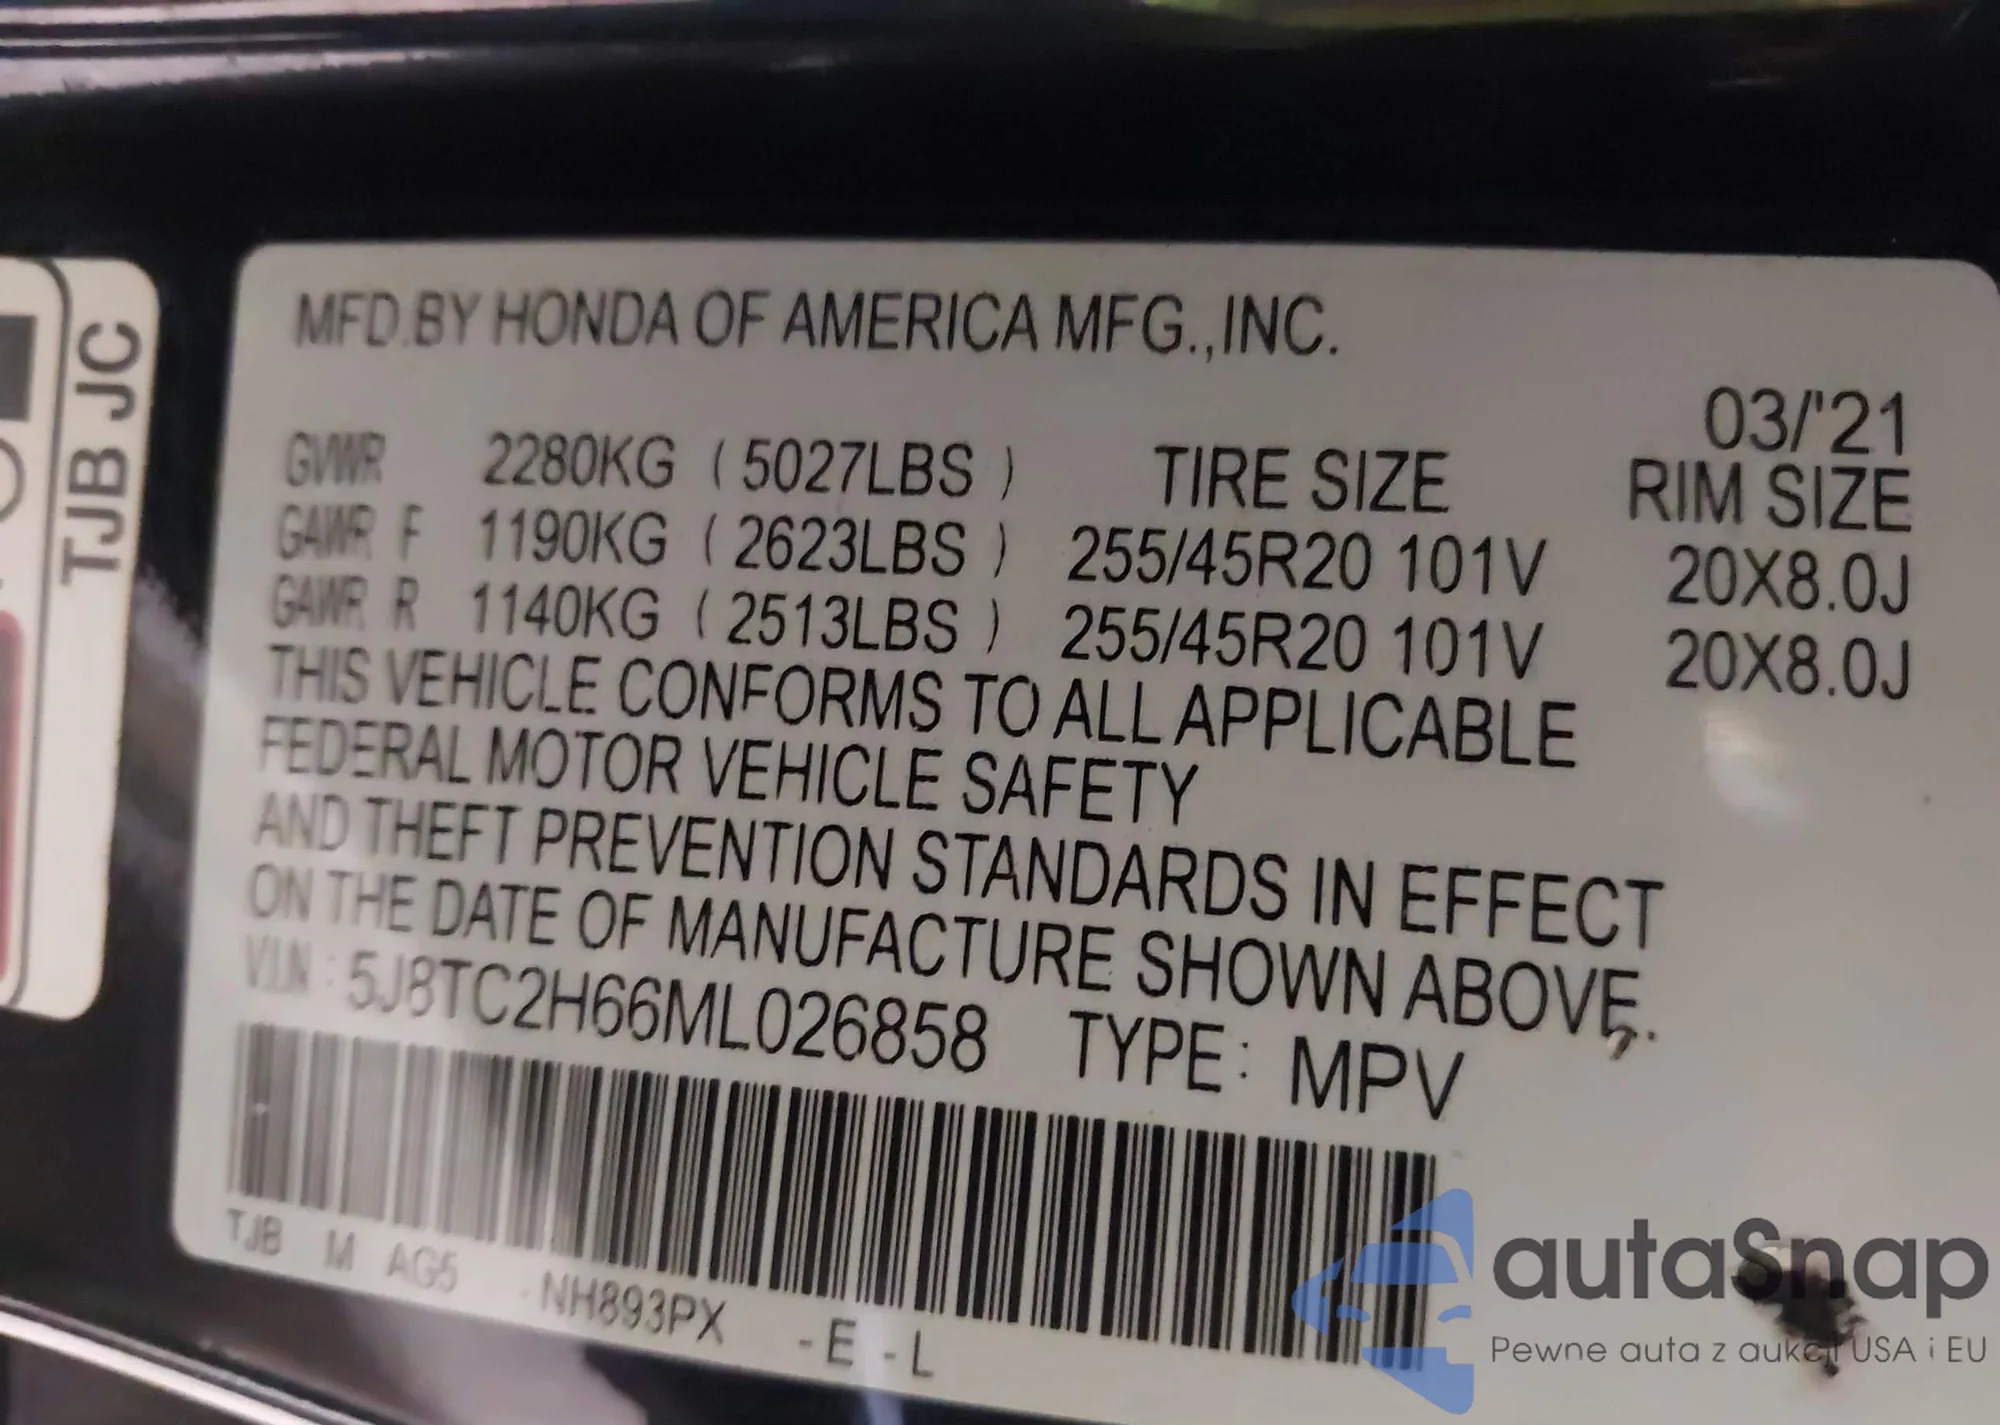 TJB JC
MFD.BY HONDA OF AMERICA MFG.,INC.
03/'21
GVWR 2280KG (5027LBS) TIRE SIZE RIM SIZE
GAWR F 1190KG (2623LBS) 255/45R20 101V 20X8.0J
GAWR R 1140KG (2513LBS) 255/45R20 101V 20X8.0J
THIS VEHICLE CONFORMS TO ALL APPLICABLE
FEDERAL MOTOR VEHICLE SAFETY
AND THEFT PREVENTION STANDARDS IN EFFECT
ON THE DATE OF MANUFACTURE SHOWN ABOVE.
V.I.N : 5J8TC2H66ML026858 TYPE: MPV
TJB M AG5 -NH893PX -E -L
autaSnap
Pewne auta z aukcji USA i EU